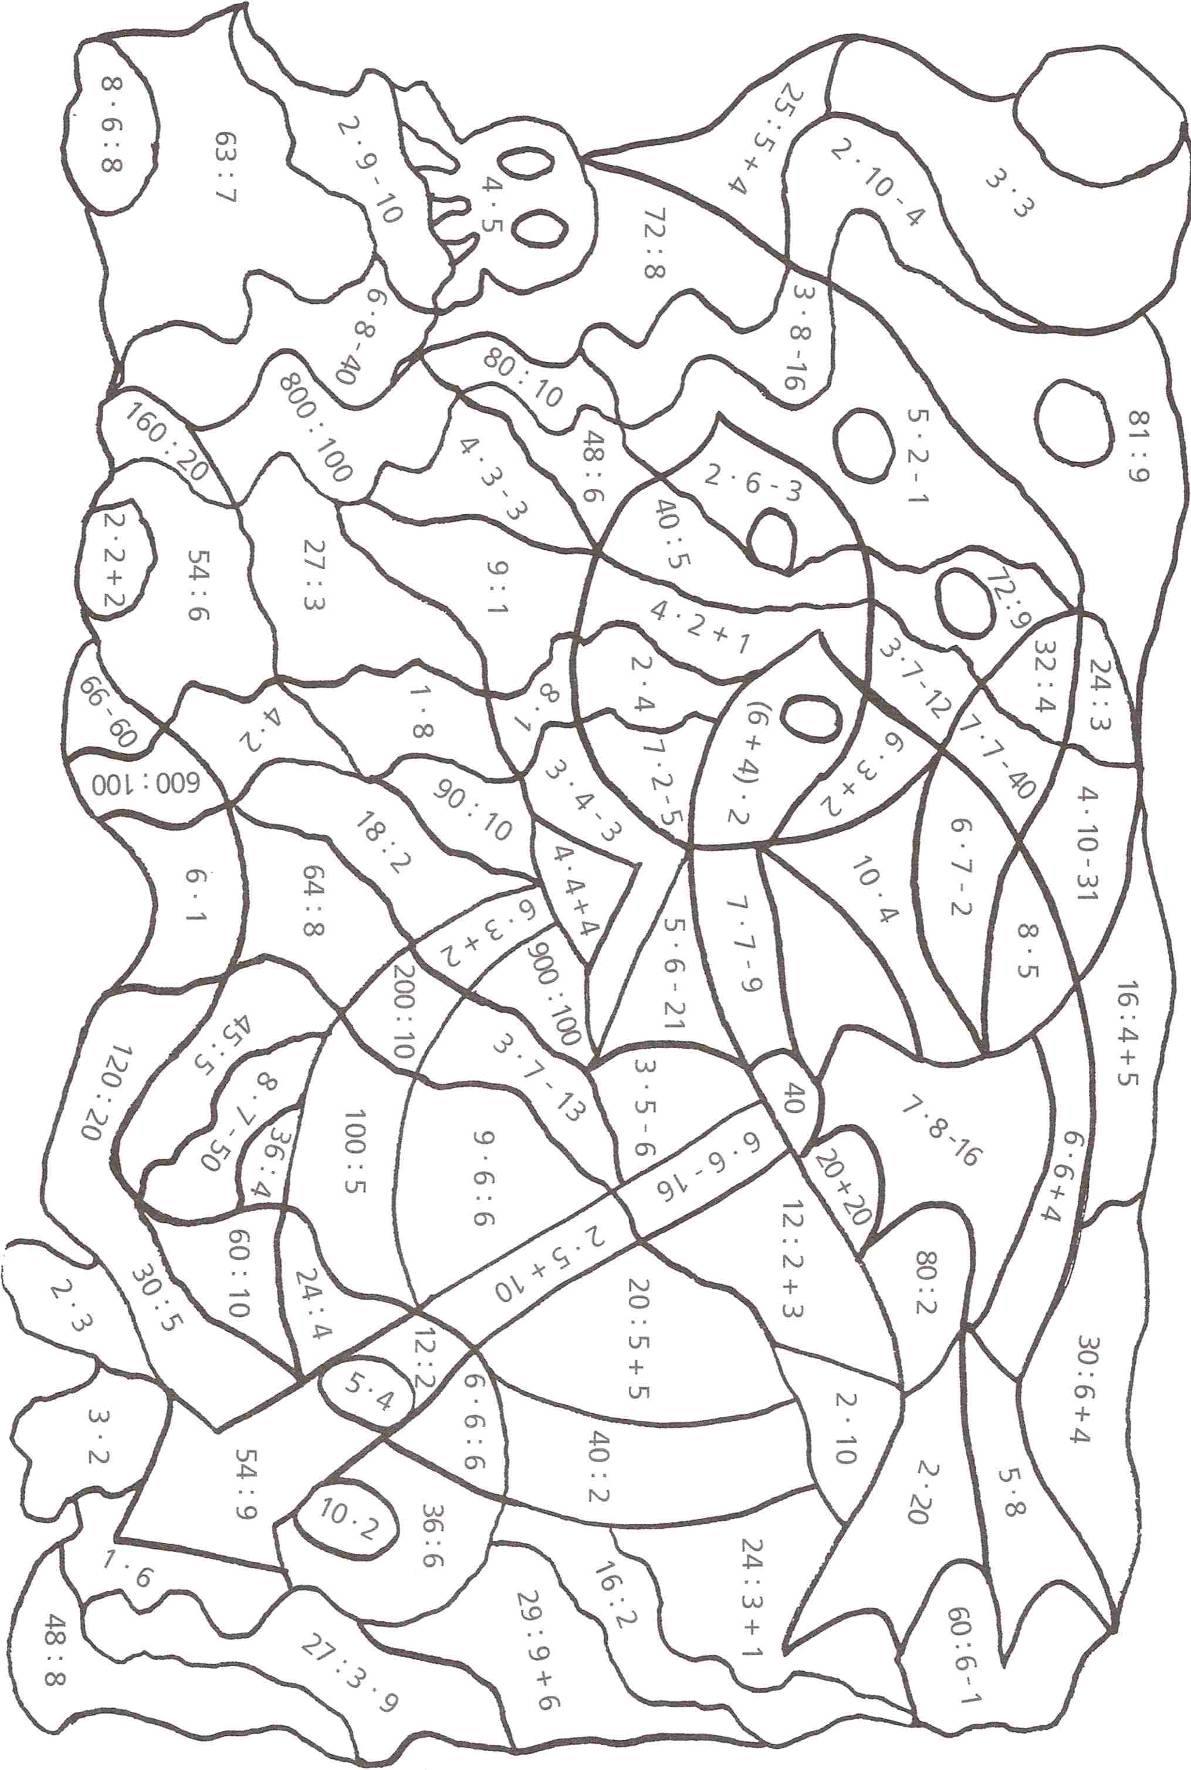 81 : 9
24 : 3
4 · 10 - 31
16 : 4 + 5
30 : 6 + 4
3 · 3
2 · 10 - 4
5 · 2 - 1
72 : 9
32 : 4
7 · 7 - 40
3 · 7 - 12
6 · 7 - 2
8 · 5
6 · 6 + 4
5 · 8
60 : 6 - 1
25 : 5 + 4
3 · 8 - 16
2 · 6 - 3
6 · 3 + 2
10 · 4
7 · 8 - 16
80 : 2
2 · 20
72 : 8
40 : 5
4 · 2 + 1
(6 + 4) · 2
7 · 7 - 9
40
20 + 20
12 : 2 + 3
2 · 10
24 : 3 + 1
4 · 5
80 : 10
48 : 6
2 · 4
7 · 2 - 5
5 · 6 - 21
3 · 5 - 6
6 · 6 - 16
20 : 5 + 5
40 : 2
16 : 2
2 · 9 - 10
4 · 3 - 3
9 : 1
8 · 1
3 · 4 - 3
4 · 4 + 4
900 : 100
3 · 7 - 13
2 · 5 + 10
6 · 6 : 6
29 : 9 + 6
6 · 8 - 40
800 : 100
1 · 8
90 : 10
6 · 3 + 2
9 · 6 : 6
12 : 2
36 : 6
63 : 7
27 : 3
4 · 2
18 : 2
64 : 8
200 : 10
100 : 5
24 : 4
5 · 4
10 · 2
27 : 3 · 9
160 : 20
54 : 6
600 : 100
6 · 1
45 : 5
8 · 7 - 50
36 : 4
60 : 10
54 : 9
8 · 6 : 8
2 · 2 + 2
66 - 60
120 : 20
30 : 5
2 · 3
3 · 2
1 · 6
48 : 8